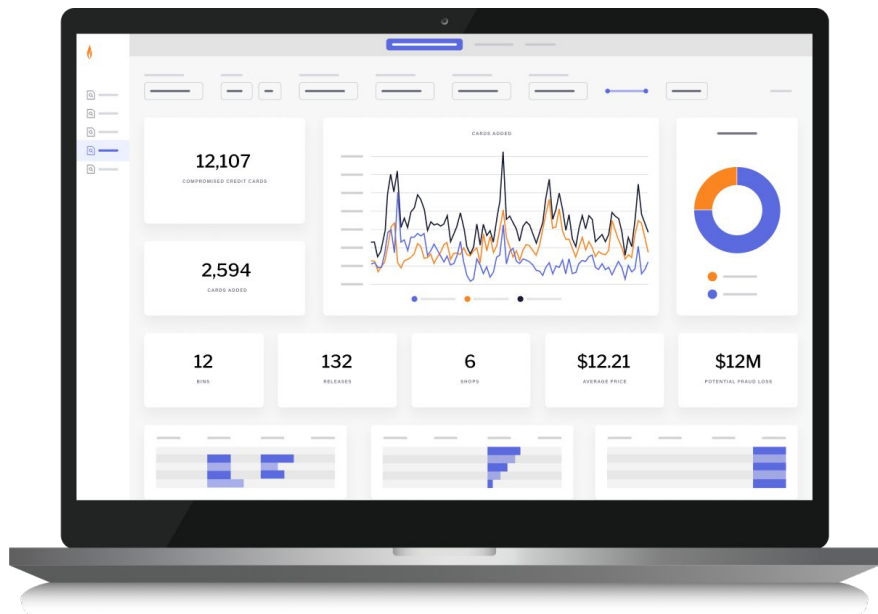 CARDS ADDED
12,107
COMPROMISED CREDIT CARDS
2,594
CARDS ADDED
12
BINS
132
RELEASES
6
SHOPS
$12.21
AVERAGE PRICE
$12M
POTENTIAL FRAUD LOSS